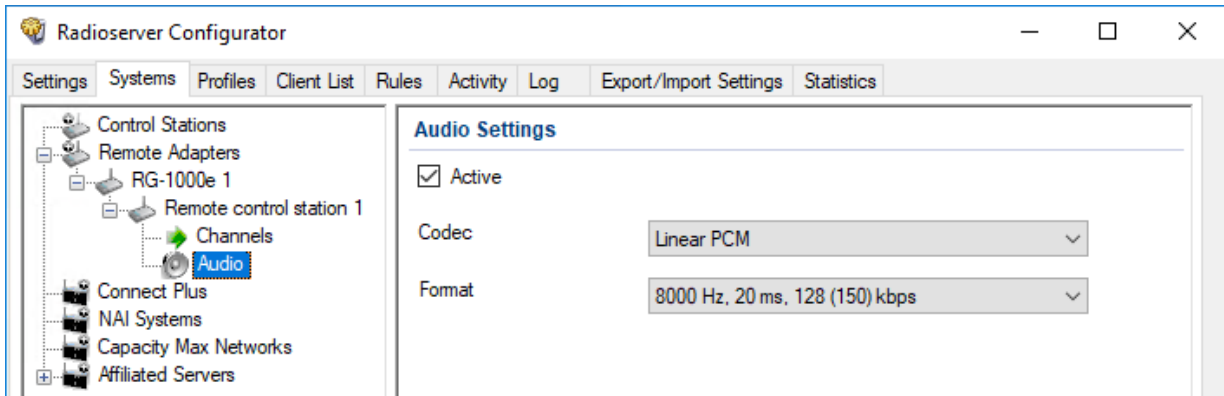 Radioserver Configurator
Settings Systems Profiles Client List Rules Activity Log Export/Import Settings Statistics
Control Stations
Remote Adapters
RG-1000e 1
Remote control station 1
Channels
Audio
Connect Plus
NAI Systems
Capacity Max Networks
Affiliated Servers
Audio Settings
Active
Codec Linear PCM
Format 8000 Hz, 20 ms, 128 (150) kbps